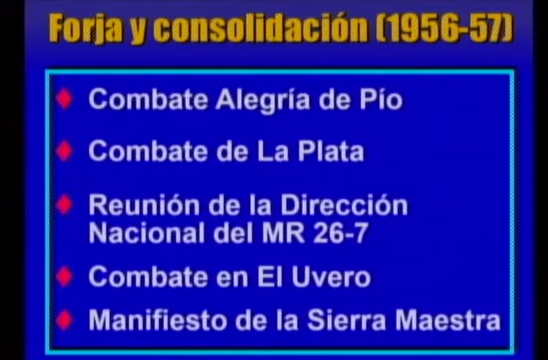 Forja y consolidación (1956-57)
Combate Alegría de Pío
Combate de La Plata
Reunión de la Dirección
Nacional del MR 26-7
Combate en El Uvero
Manifiesto de la Sierra Maestra